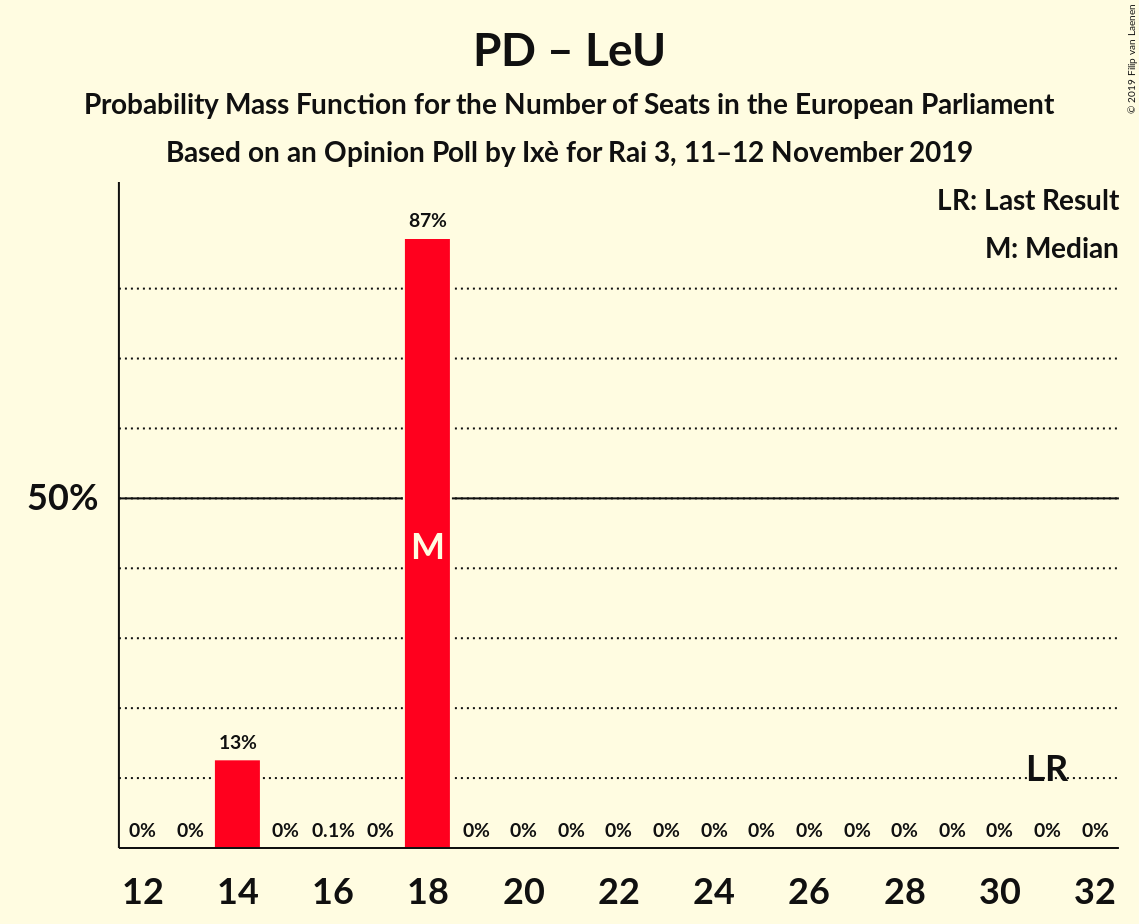 PD – LeU
Probability Mass Function for the Number of Seats in the European Parliament
Based on an Opinion Poll by Ixè for Rai 3, 11–12 November 2019
© 2019 Filip van Laenen
LR: Last Result
M: Median
87%
50%
M
13%
LR
0% 0% 0% 0.1% 0% 0% 0% 0% 0% 0% 0% 0% 0% 0% 0% 0% 0% 0% 0%
12 14 16 18 20 22 24 26 28 30 32